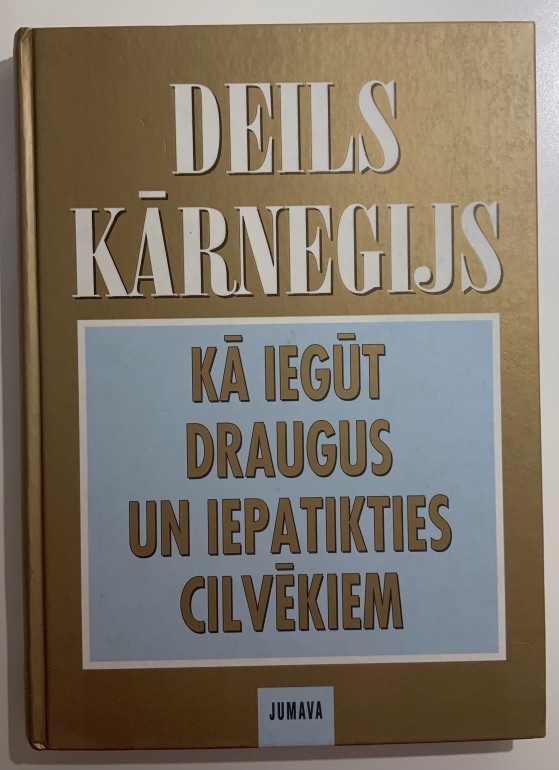 DEILS
KĀRNEGIJS
KĀ IEGŪT
DRAUGUS
UN IEPATIKTIES
CILVĒKIEM
JUMAVA